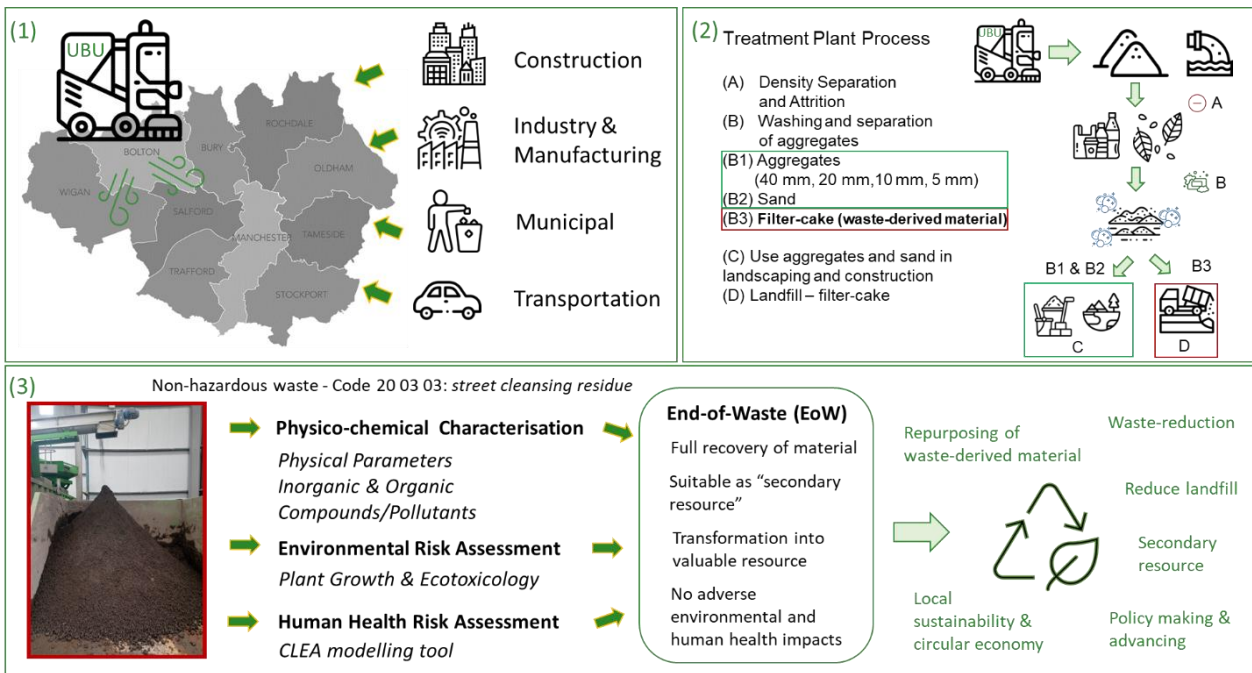 (1)
UBU
Construction
Industry &
Manufacturing
Municipal
Transportation
ROCHDALE
BOLTON
BURY
OLDHAM
WIGAN
SALFORD
MANCHESTER
TAMESIDE
TRAFFORD
STOCKPORT
(2)
Treatment Plant Process
UBU
(A) Density Separation
and Attrition
(B) Washing and separation
of aggregates
(B1) Aggregates
(40 mm, 20 mm, 10 mm, 5 mm)
(B2) Sand
(B3) Filter-cake (waste-derived material)
(C) Use aggregates and sand in
landscaping and construction
(D) Landfill – filter-cake
A
B
B1 & B2
B3
C
D
(3)
Non-hazardous waste - Code 20 03 03: street cleansing residue
Physico-chemical Characterisation
Physical Parameters
Inorganic & Organic
Compounds/Pollutants
Environmental Risk Assessment
Plant Growth & Ecotoxicology
Human Health Risk Assessment
CLEA modelling tool
End-of-Waste (EoW)
Full recovery of material
Suitable as “secondary
resource”
Transformation into
valuable resource
No adverse
environmental and
human health impacts
Repurposing of
waste-derived material
Waste-reduction
Reduce landfill
Secondary
resource
Local
sustainability &
circular economy
Policy making &
advancing